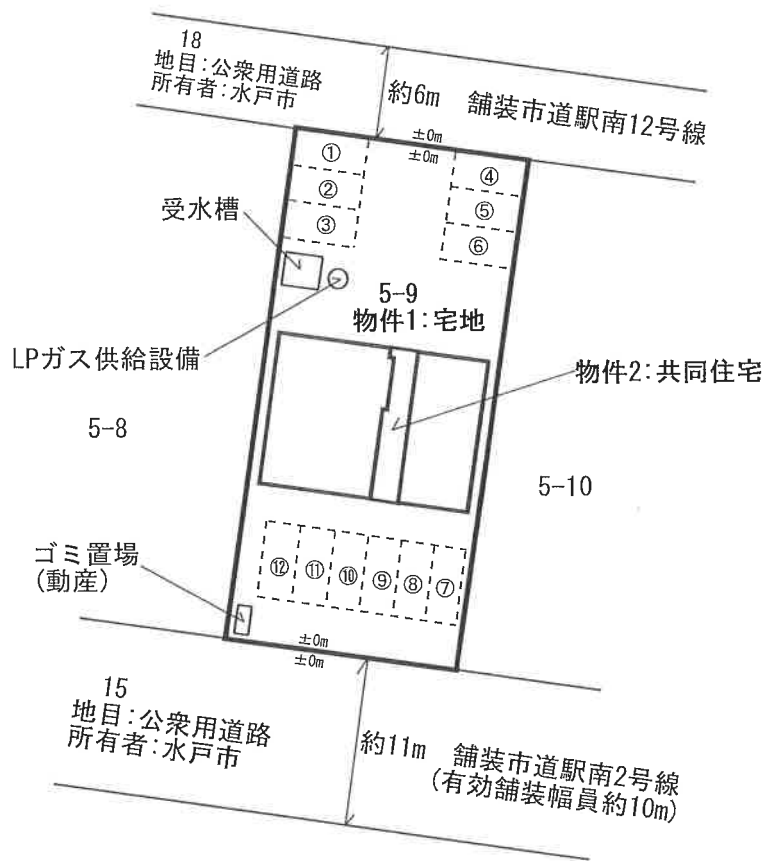 18
地目：公衆用道路
所有者：水戸市
約6m 舗装市道駅南12号線
±0m
±0m
①
②
③
④
⑤
⑥
受水槽
5-9
物件1：宅地
LPガス供給設備
物件2：共同住宅
5-8
5-10
ゴミ置場
(動産)
⑫ ⑪ ⑩ ⑨ ⑧ ⑦
±0m
±0m
15
地目：公衆用道路
所有者：水戸市
約11m 舗装市道駅南2号線
(有効舗装幅員約10m)